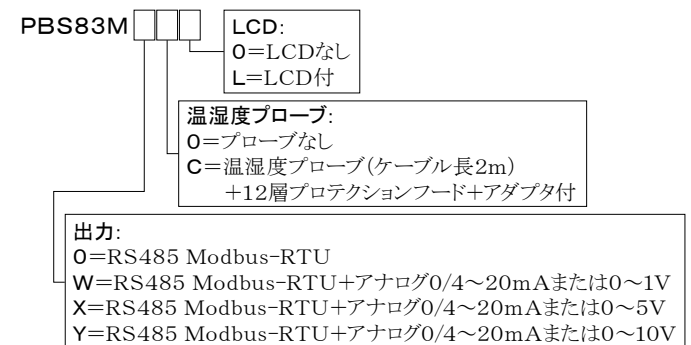 PBS83M
LCD:
0=LCDなし
L=LCD付
温湿度プローブ:
0=プローブなし
C=温湿度プローブ(ケーブル長2m)
+12層プロテクションフード+アダプタ付
出力:
0=RS485 Modbus-RTU
W=RS485 Modbus-RTU+アナログ0/4～20mAまたは0～1V
X=RS485 Modbus-RTU+アナログ0/4～20mAまたは0～5V
Y=RS485 Modbus-RTU+アナログ0/4～20mAまたは0～10V